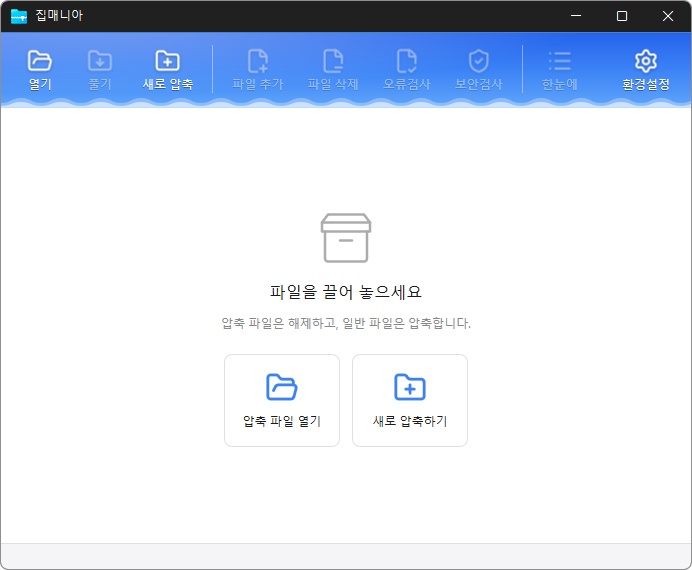 집매니아
열기
풀기
새로 압축
파일 추가
파일 삭제
오류검사
보안검사
한눈에
환경설정
파일을 끌어 놓으세요
압축 파일은 해제하고, 일반 파일은 압축합니다.
압축 파일 열기
새로 압축하기